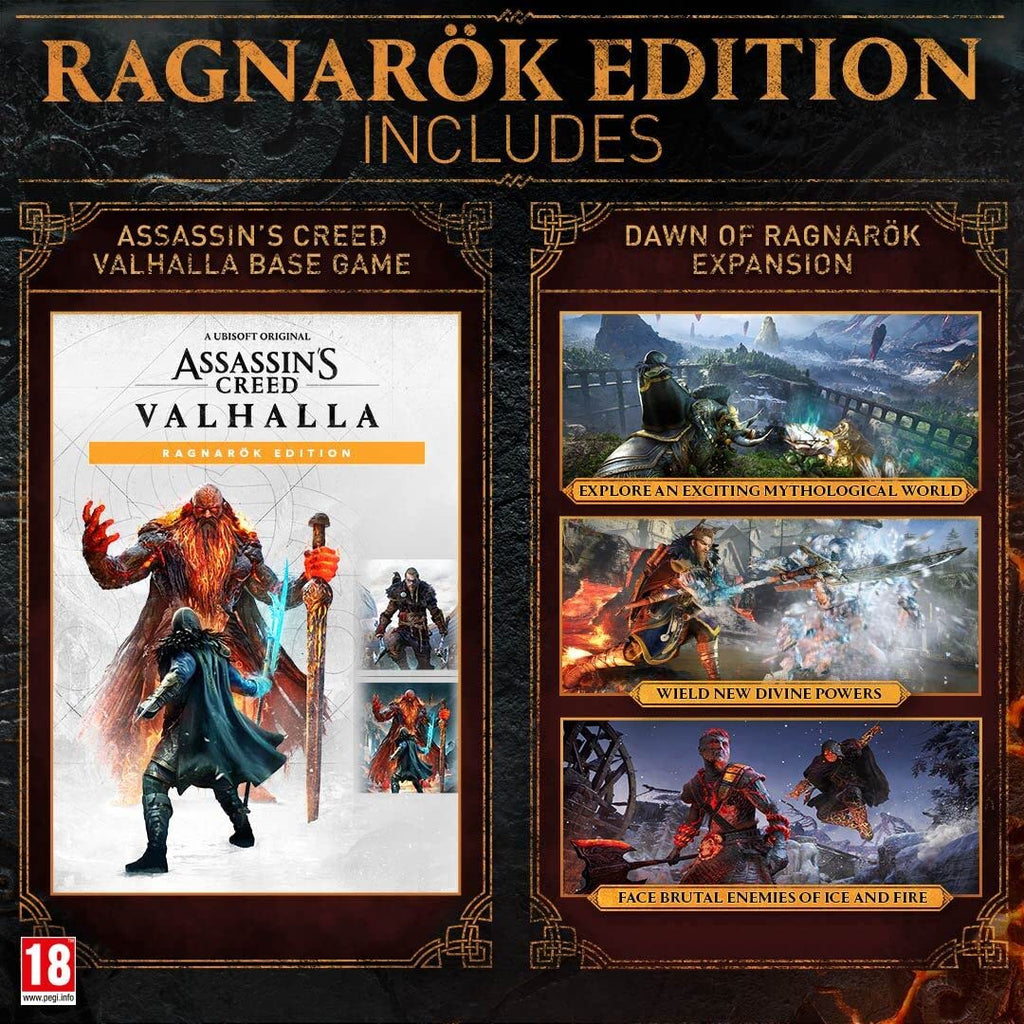 RAGNARÖK EDITION
INCLUDES
ASSASSIN'S CREED
VALHALLA BASE GAME
A UBISOFT ORIGINAL
ASSASSIN'S
CREED
VALHALLA
RAGNARÖK EDITION
DAWN OF RAGNARÖK
EXPANSION
EXPLORE AN EXCITING MYTHOLOGICAL WORLD
WIELD NEW DIVINE POWERS
FACE BRUTAL ENEMIES OF ICE AND FIRE
18
www.pegi.info